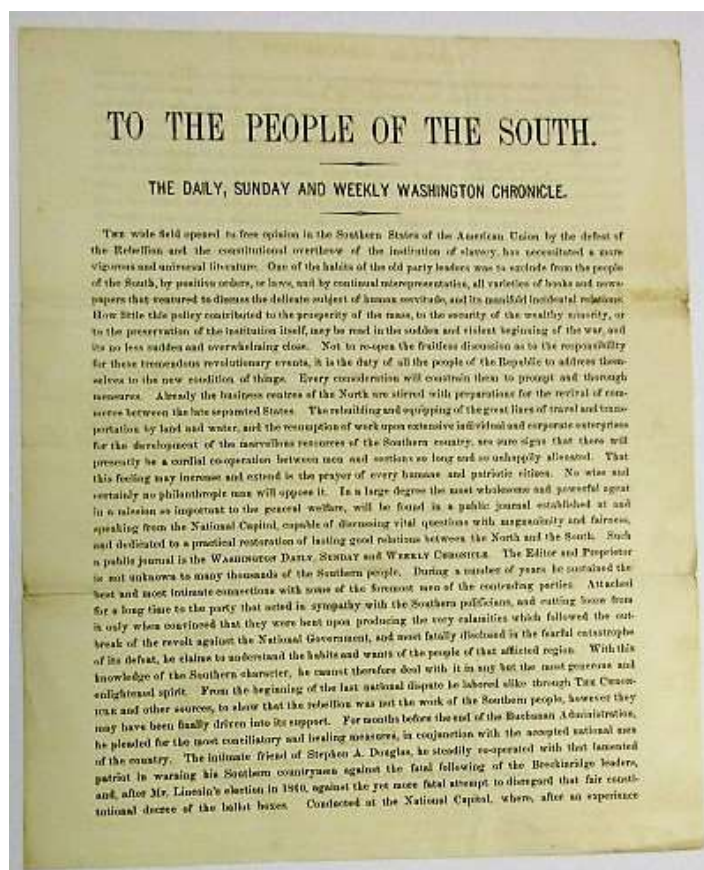 TO THE PEOPLE OF THE SOUTH.
THE DAILY, SUNDAY AND WEEKLY WASHINGTON CHRONICLE.
THE wide field opened to free opinion in the Southern States of the American Union by the defeat of
the Rebellion and the constitutional overthrow of the institution of slavery has necessitated a more
vigorous and universal literature. One of the habits of the old party leaders was to exclude from the people
of the South, by positive orders, or laws, and by continual misrepresentation, all varieties of books and news-
papers that ventured to discuss the delicate subject of human servitude, and its manifold incidental relations.
How little this policy contributed to the prosperity of the mass, to the security of the wealthy minority, or
to the preservation of the institution itself, may be read in the sudden and violent beginning of the war, and
its no less sudden and overwhelming close. Not to re-open the fruitless discussion as to the responsibility
for these tremendous revolutionary events, it is the duty of all the people of the Republic to address them-
selves to the new condition of things. Every consideration will constrain them to prompt and thorough
measures. Already the business centres of the North are stirred with preparations for the revival of com-
merce between the late separated States. The rebuilding and equipping of the great lines of travel and trans-
portation by land and water, and the resumption of work upon extensive individual and corporate enterprises
for the development of the marvellous resources of the Southern country, are sure signs that there will
presently be a cordial co-operation between men and sections so long and so unhappily alienated. That
this feeling may increase and extend is the prayer of every humane and patriotic citizen. No wise and
certainly no philanthropic man will oppose it. In a large degree the most wholesome and powerful agent
in a mission so important to the general welfare, will be found in a public journal established at and
speaking from the National Capitol, capable of discussing vital questions with magnanimity and fairness,
and dedicated to a practical restoration of lasting good relations between the North and the South. Such
a public journal is the WASHINGTON DAILY, SUNDAY AND WEEKLY CHRONICLE. The Editor and Proprietor
is not unknown to many thousands of the Southern people. During a number of years he sustained the
best and most intimate connections with some of the foremost men of the contending parties. Attached
for a long time to the party that acted in sympathy with the Southern politicians, and cutting loose from
it only when convinced that they were bent upon producing the very calamities which followed the out-
break of the revolt against the National Government, and most fatally disclosed in the fearful catastrophe
of its defeat, he claims to understand the habits and wants of the people of that afflicted region. With this
knowledge of the Southern character, he cannot therefore deal with it in any but the most generous and
enlightened spirit. From the beginning of the last national dispute he labored alike through THE CHRON-
ICLE and other sources, to show that the rebellion was not the work of the Southern people, however they
may have been finally driven into its support. For months before the end of the Buchanan Administration,
he pleaded for the most conciliatory and healing measures, in conjunction with the accepted national men
of the country. The intimate friend of Stephen A. Douglas, he steadily co-operated with that lamented
patriot in warning his Southern countrymen against the fatal following of the Breckinridge leaders,
and, after Mr. Lincoln's election in 1860, against the yet more fatal attempt to disregard that fair consti-
tutional decree of the ballot boxes. Conducted at the National Capital, where, after an experience